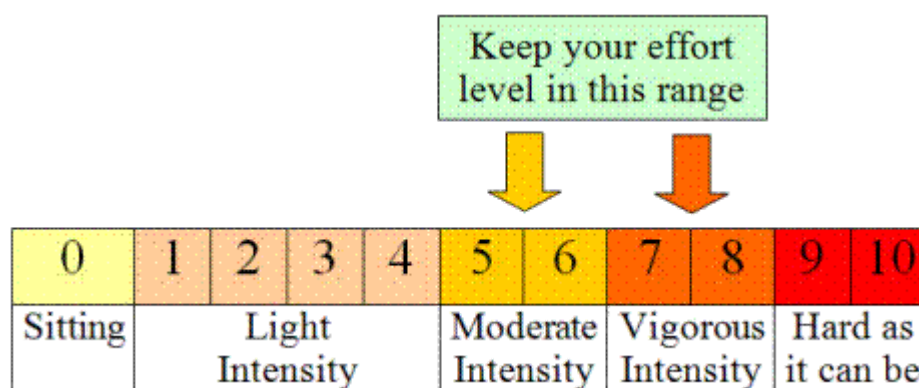 Keep your effort
level in this range
0 1 2 3 4 5 6 7 8 9 10
Sitting
Light
Intensity
Moderate
Intensity
Vigorous
Intensity
Hard as
it can be